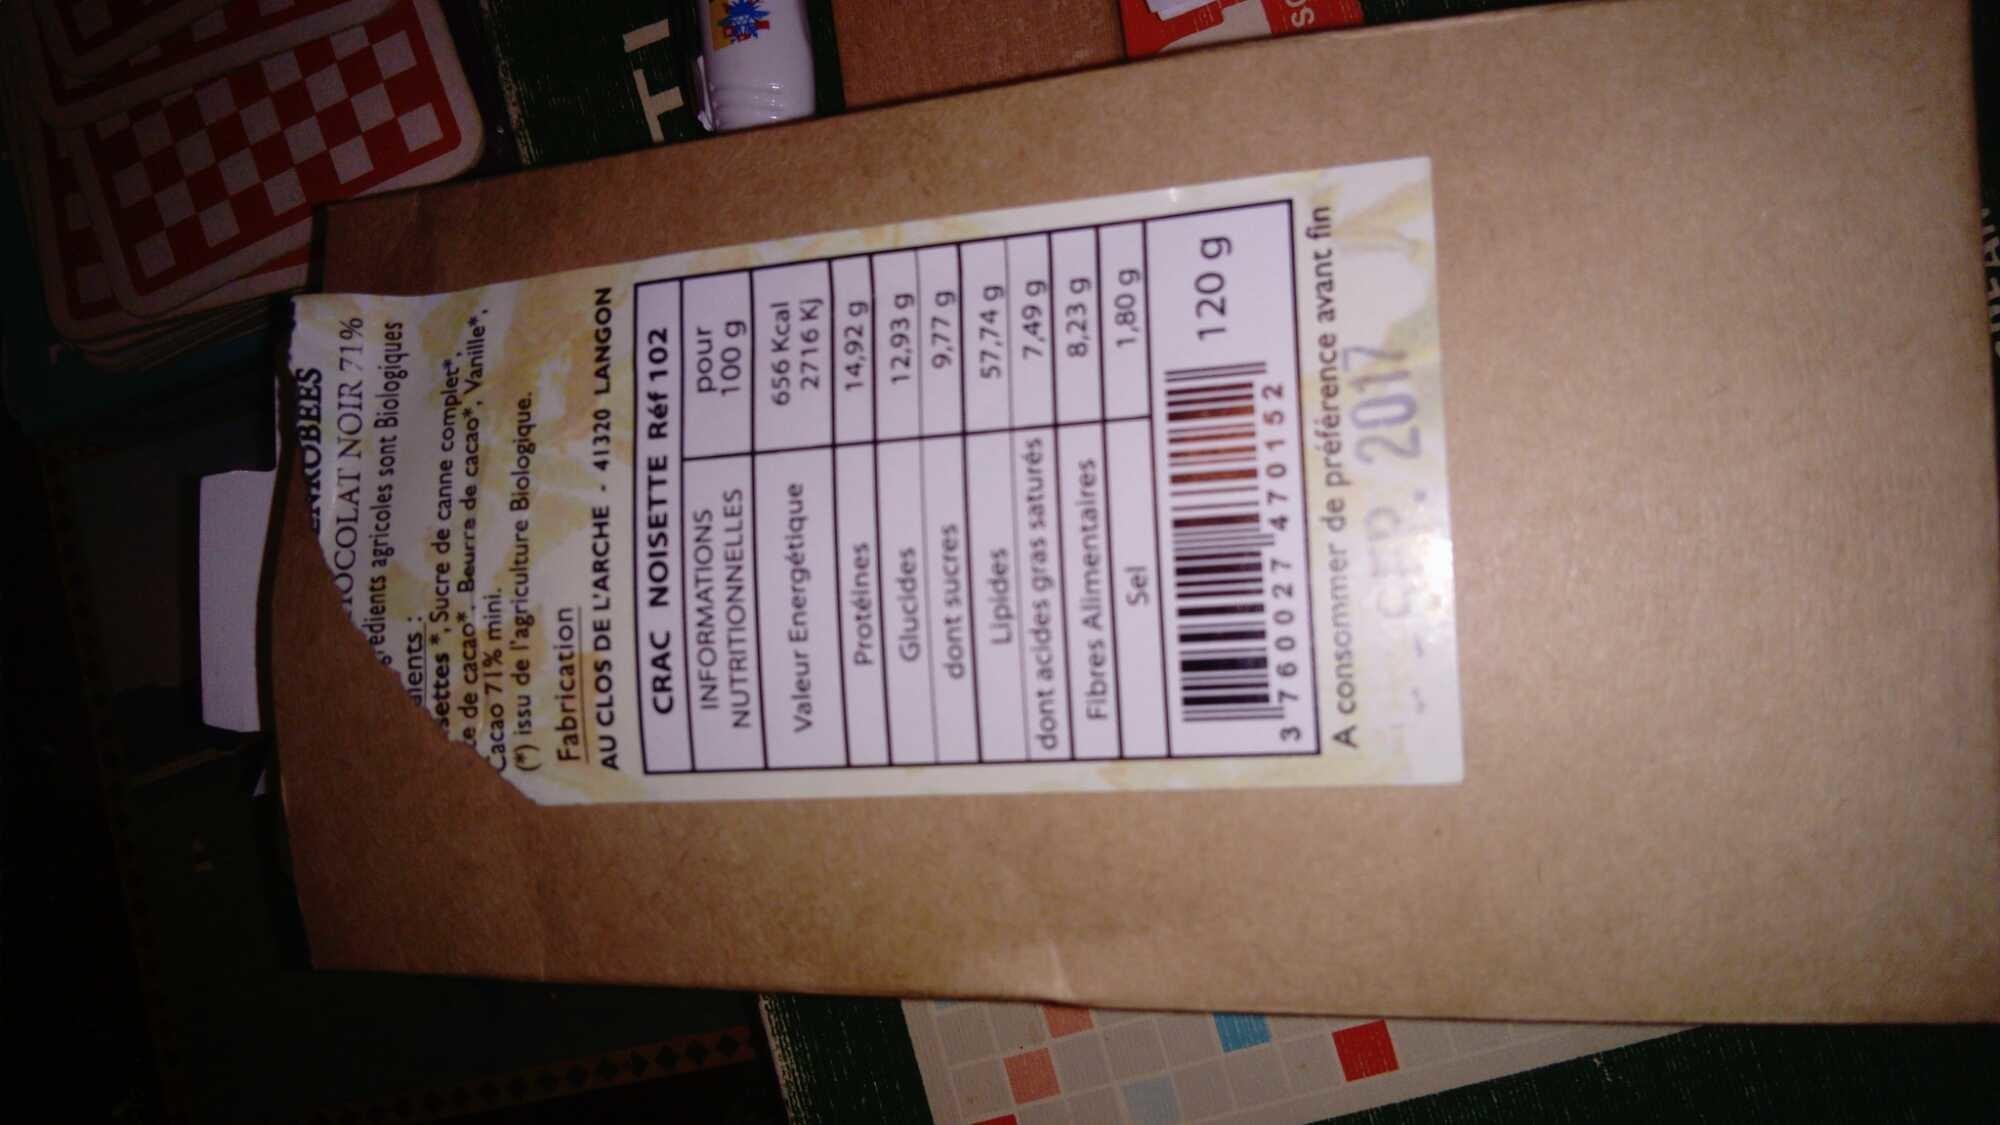 ENROBEES
CHOCOLAT NOIR 71%
agricoles sont Biologiques
*, Sucre de canne complet*,
de cacao*, Beurre de cacao*, Vanille*,
Cacao 71% mini.
(*) issu de l'agriculture Biologique.
Fabrication
AU CLOS DE L'ARCHE - 41320 LANGON
CRAC NOISETTE Réf 102
INFORMATIONS NUTRITIONNELLES
pour 100 g
Valeur Energétique 656 Kcal
2716 Kj
Protéines 14,92 g
Glucides 12,93 g
dont sucres 9,77 g
Lipides 57,74 g
dont acides gras saturés 7,49 g
Fibres Alimentaires 8,23 g
Sel 1,80 g
120 g
3 760027 470152
A consommer de préférence avant fin
SEP. 2017